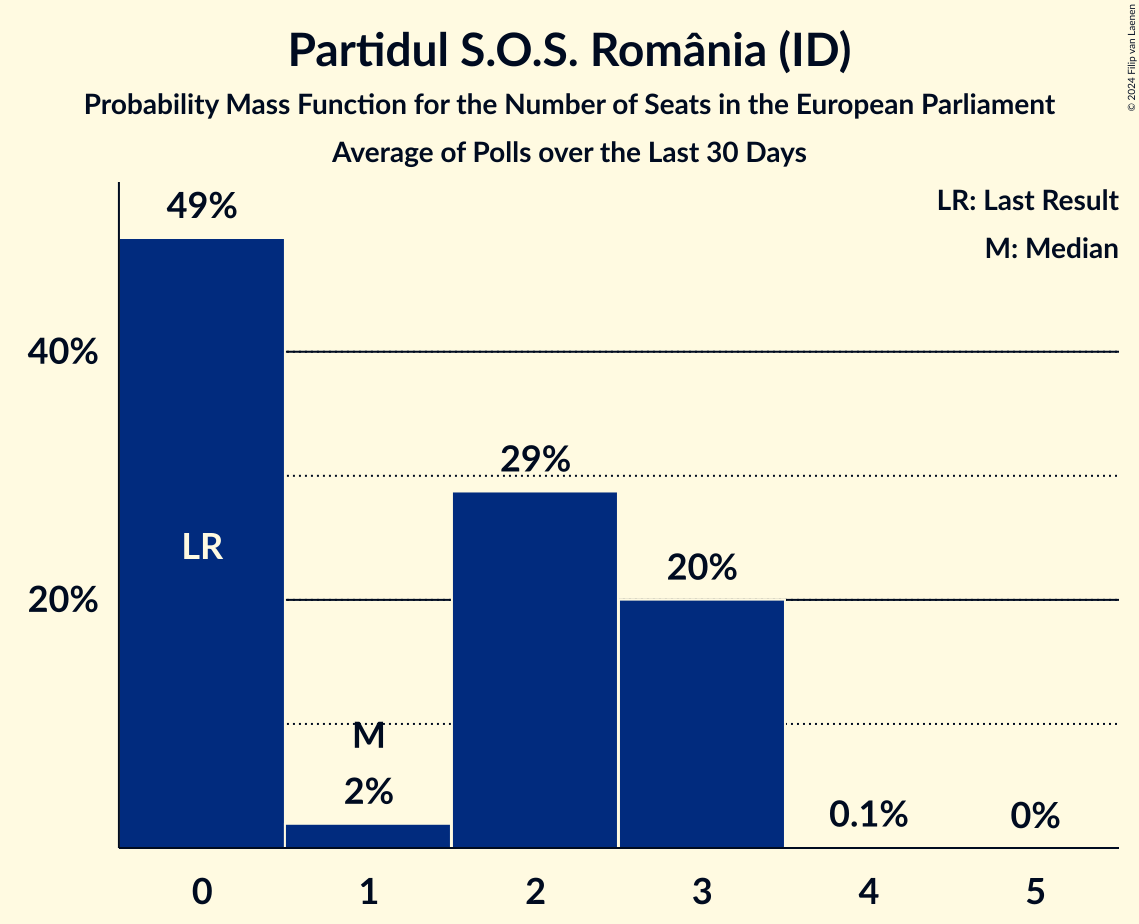 Partidul S.O.S. România (ID)
Probability Mass Function for the Number of Seats in the European Parliament
Average of Polls over the Last 30 Days
© 2024 Filip van Laenen
LR: Last Result
M: Median
49%
40%
29%
LR
20%
20%
M
2%
0.1%
0%
0 1 2 3 4 5